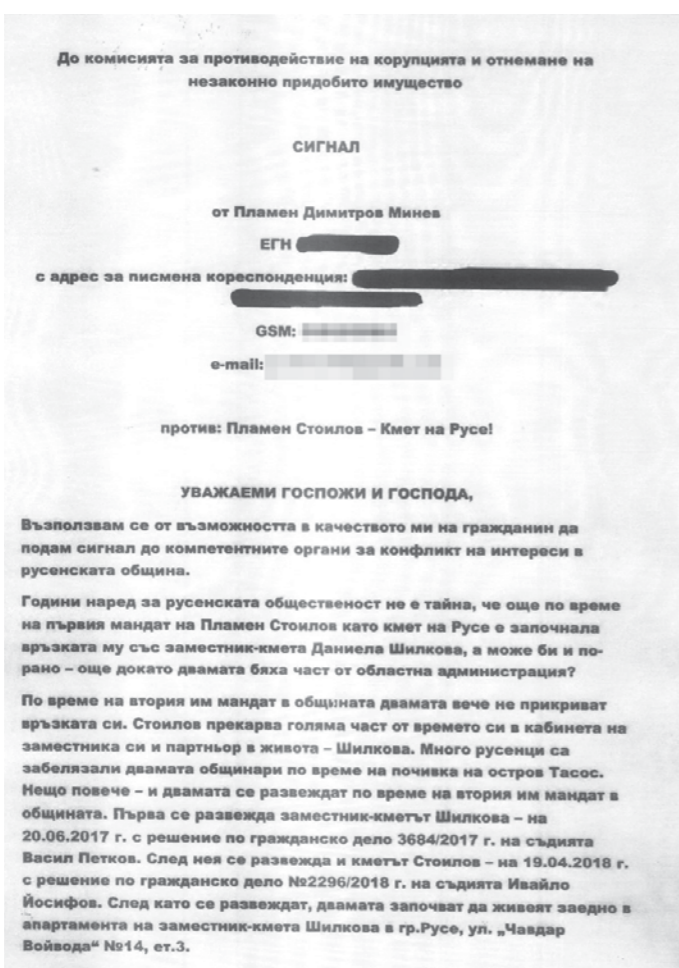 До комисията за противодействие на корупцията и отнемане на
незаконно придобито имущество
СИГНАЛ
от Пламен Димитров Минев
ЕГН
с адрес за писмена кореспонденция:
GSM:
e-mail:
против: Пламен Стоилов – Кмет на Русе!
УВАЖАЕМИ ГОСПОЖИ И ГОСПОДА,
Възползвам се от възможността в качеството ми на гражданин да
подам сигнал до компетентните органи за конфликт на интереси в
русенската община.
Години наред за русенската общественост не е тайна, че още по време
на първия мандат на Пламен Стоилов като кмет на Русе е започнала
връзката му със заместник-кмета Даниела Шилкова, а може би и по-
рано – още докато двамата бяха част от областна администрация?
По време на втория им мандат в общината двамата вече не прикриват
връзката си. Стоилов прекарва голяма част от времето си в кабинета на
заместника си и партньор в живота – Шилкова. Много русенци са
забелязали двамата общинари по време на почивка на остров Тасос.
Нещо повече – и двамата се развеждат по време на втория им мандат в
общината. Първа се развежда заместник-кметът Шилкова – на
20.06.2017 г. с решение по гражданско дело 3684/2017 г. на съдията
Васил Петков. След нея се развежда и кметът Стоилов – на 19.04.2018 г.
с решение по гражданско дело №2296/2018 г. на съдията Ивайло
Йосифов. След като се развеждат, двамата започват да живеят заедно в
апартамента на заместник-кмета Шилкова в гр.Русе, ул. „Чавдар
Войвода“ №14, ет.3.